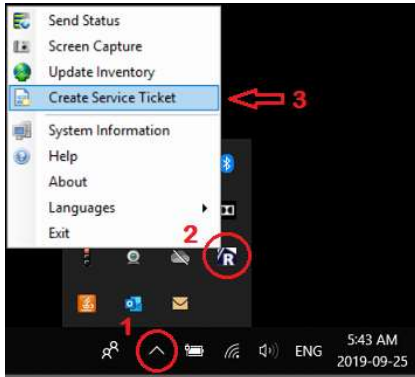 Send Status
Screen Capture
Update Inventory
Create Service Ticket
3
System Information
Help
About
Languages
Exit
2
R
1
ENG
5:43 AM
2019-09-25